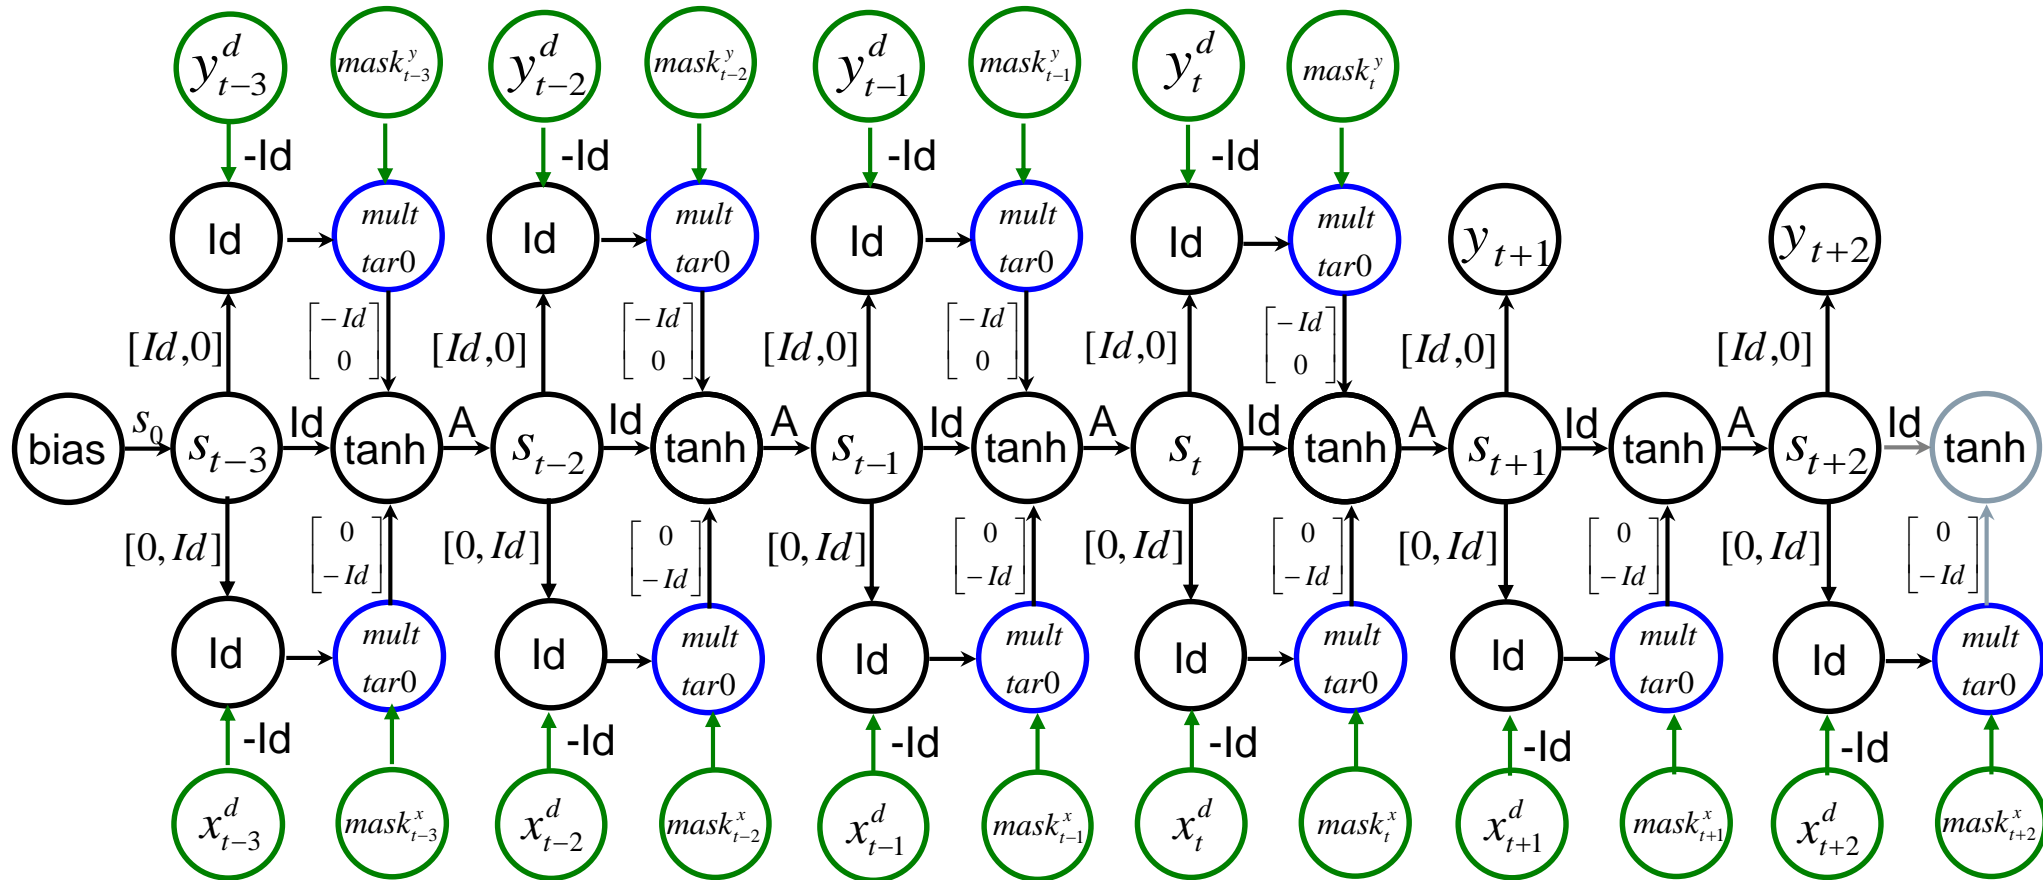 y^d_{t-3} mask^y_{t-3} y^d_{t-2} mask^y_{t-2} y^d_{t-1} mask^y_{t-1} y^d_t mask^y_t
-Id -Id -Id -Id
Id mult tar0 Id mult tar0 Id mult tar0 Id mult tar0 y_{t+1} y_{t+2}
[Id,0] [-Id 0] [Id,0] [-Id 0] [Id,0] [-Id 0] [Id,0] [-Id 0] [Id,0] [Id,0]
bias s_0 s_{t-3} Id tanh A s_{t-2} Id tanh A s_{t-1} Id tanh A s_t Id tanh A s_{t+1} Id tanh A s_{t+2} Id tanh
[0,Id] [0 -Id] [0,Id] [0 -Id] [0,Id] [0 -Id] [0,Id] [0 -Id] [0,Id] [0 -Id] [0,Id] [0 -Id]
Id mult tar0 Id mult tar0 Id mult tar0 Id mult tar0 Id mult tar0 Id mult tar0
-Id -Id -Id -Id -Id -Id
x^d_{t-3} mask^x_{t-3} x^d_{t-2} mask^x_{t-2} x^d_{t-1} mask^x_{t-1} x^d_t mask^x_t x^d_{t+1} mask^x_{t+1} x^d_{t+2} mask^x_{t+2}